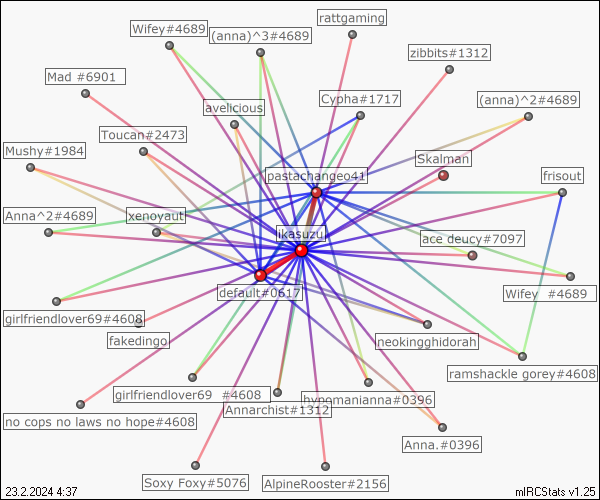 rattgaming
Wifey#4689
(anna)^3#4689
zibbits#1312
Mad #6901
avelicious
Cypha#1717
(anna)^2#4689
Toucan#2473
Mushy#1984
Skalman
pastachangeo41
frisout
Anna^2#4689
xenoyaut
ikasuzu
ace deucy#7097
default#0617
Wifey  #4689
girlfriendlover69#4608
fakedingo
neokingghidorah
ramshackle gorey#4608
girlfriendlover69  #4608
hypomanianna#0396
Annarchist#1312
no cops no laws no hope#4608
Anna.#0396
Soxy Foxy#5076
AlpineRooster#2156
23.2.2024 4:37
mIRCStats v1.25